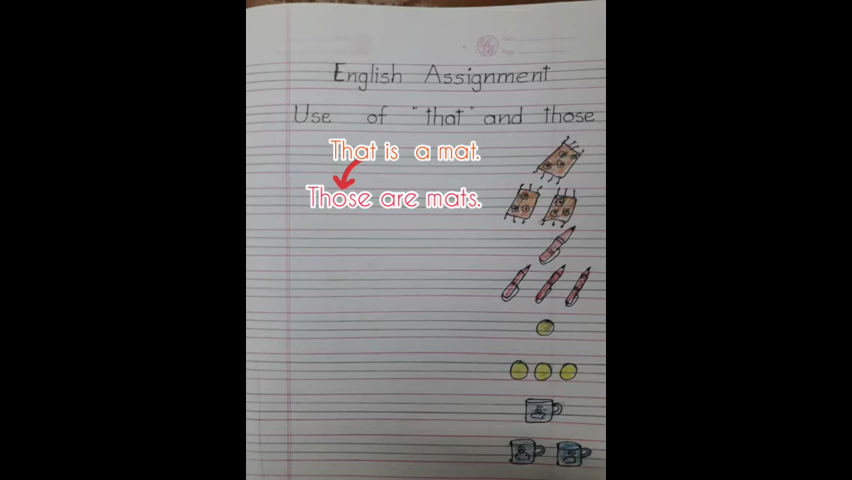 English Assignment
Use of "that" and those
That is a mat.
Those are mats.